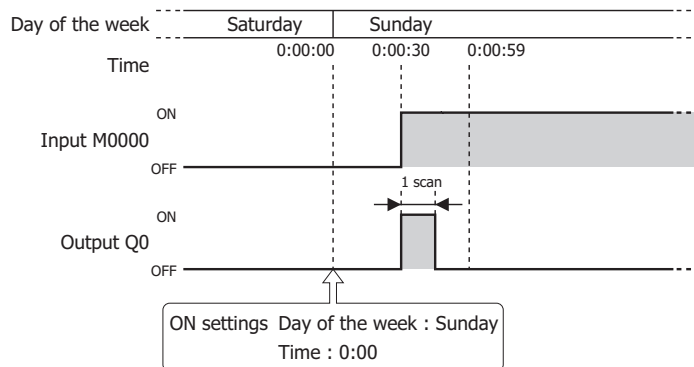 Day of the week Saturday Sunday
Time 0:00:00 0:00:30 0:00:59
ON
Input M0000
OFF
1 scan
ON
Output Q0
OFF
ON settings Day of the week : Sunday
Time : 0:00